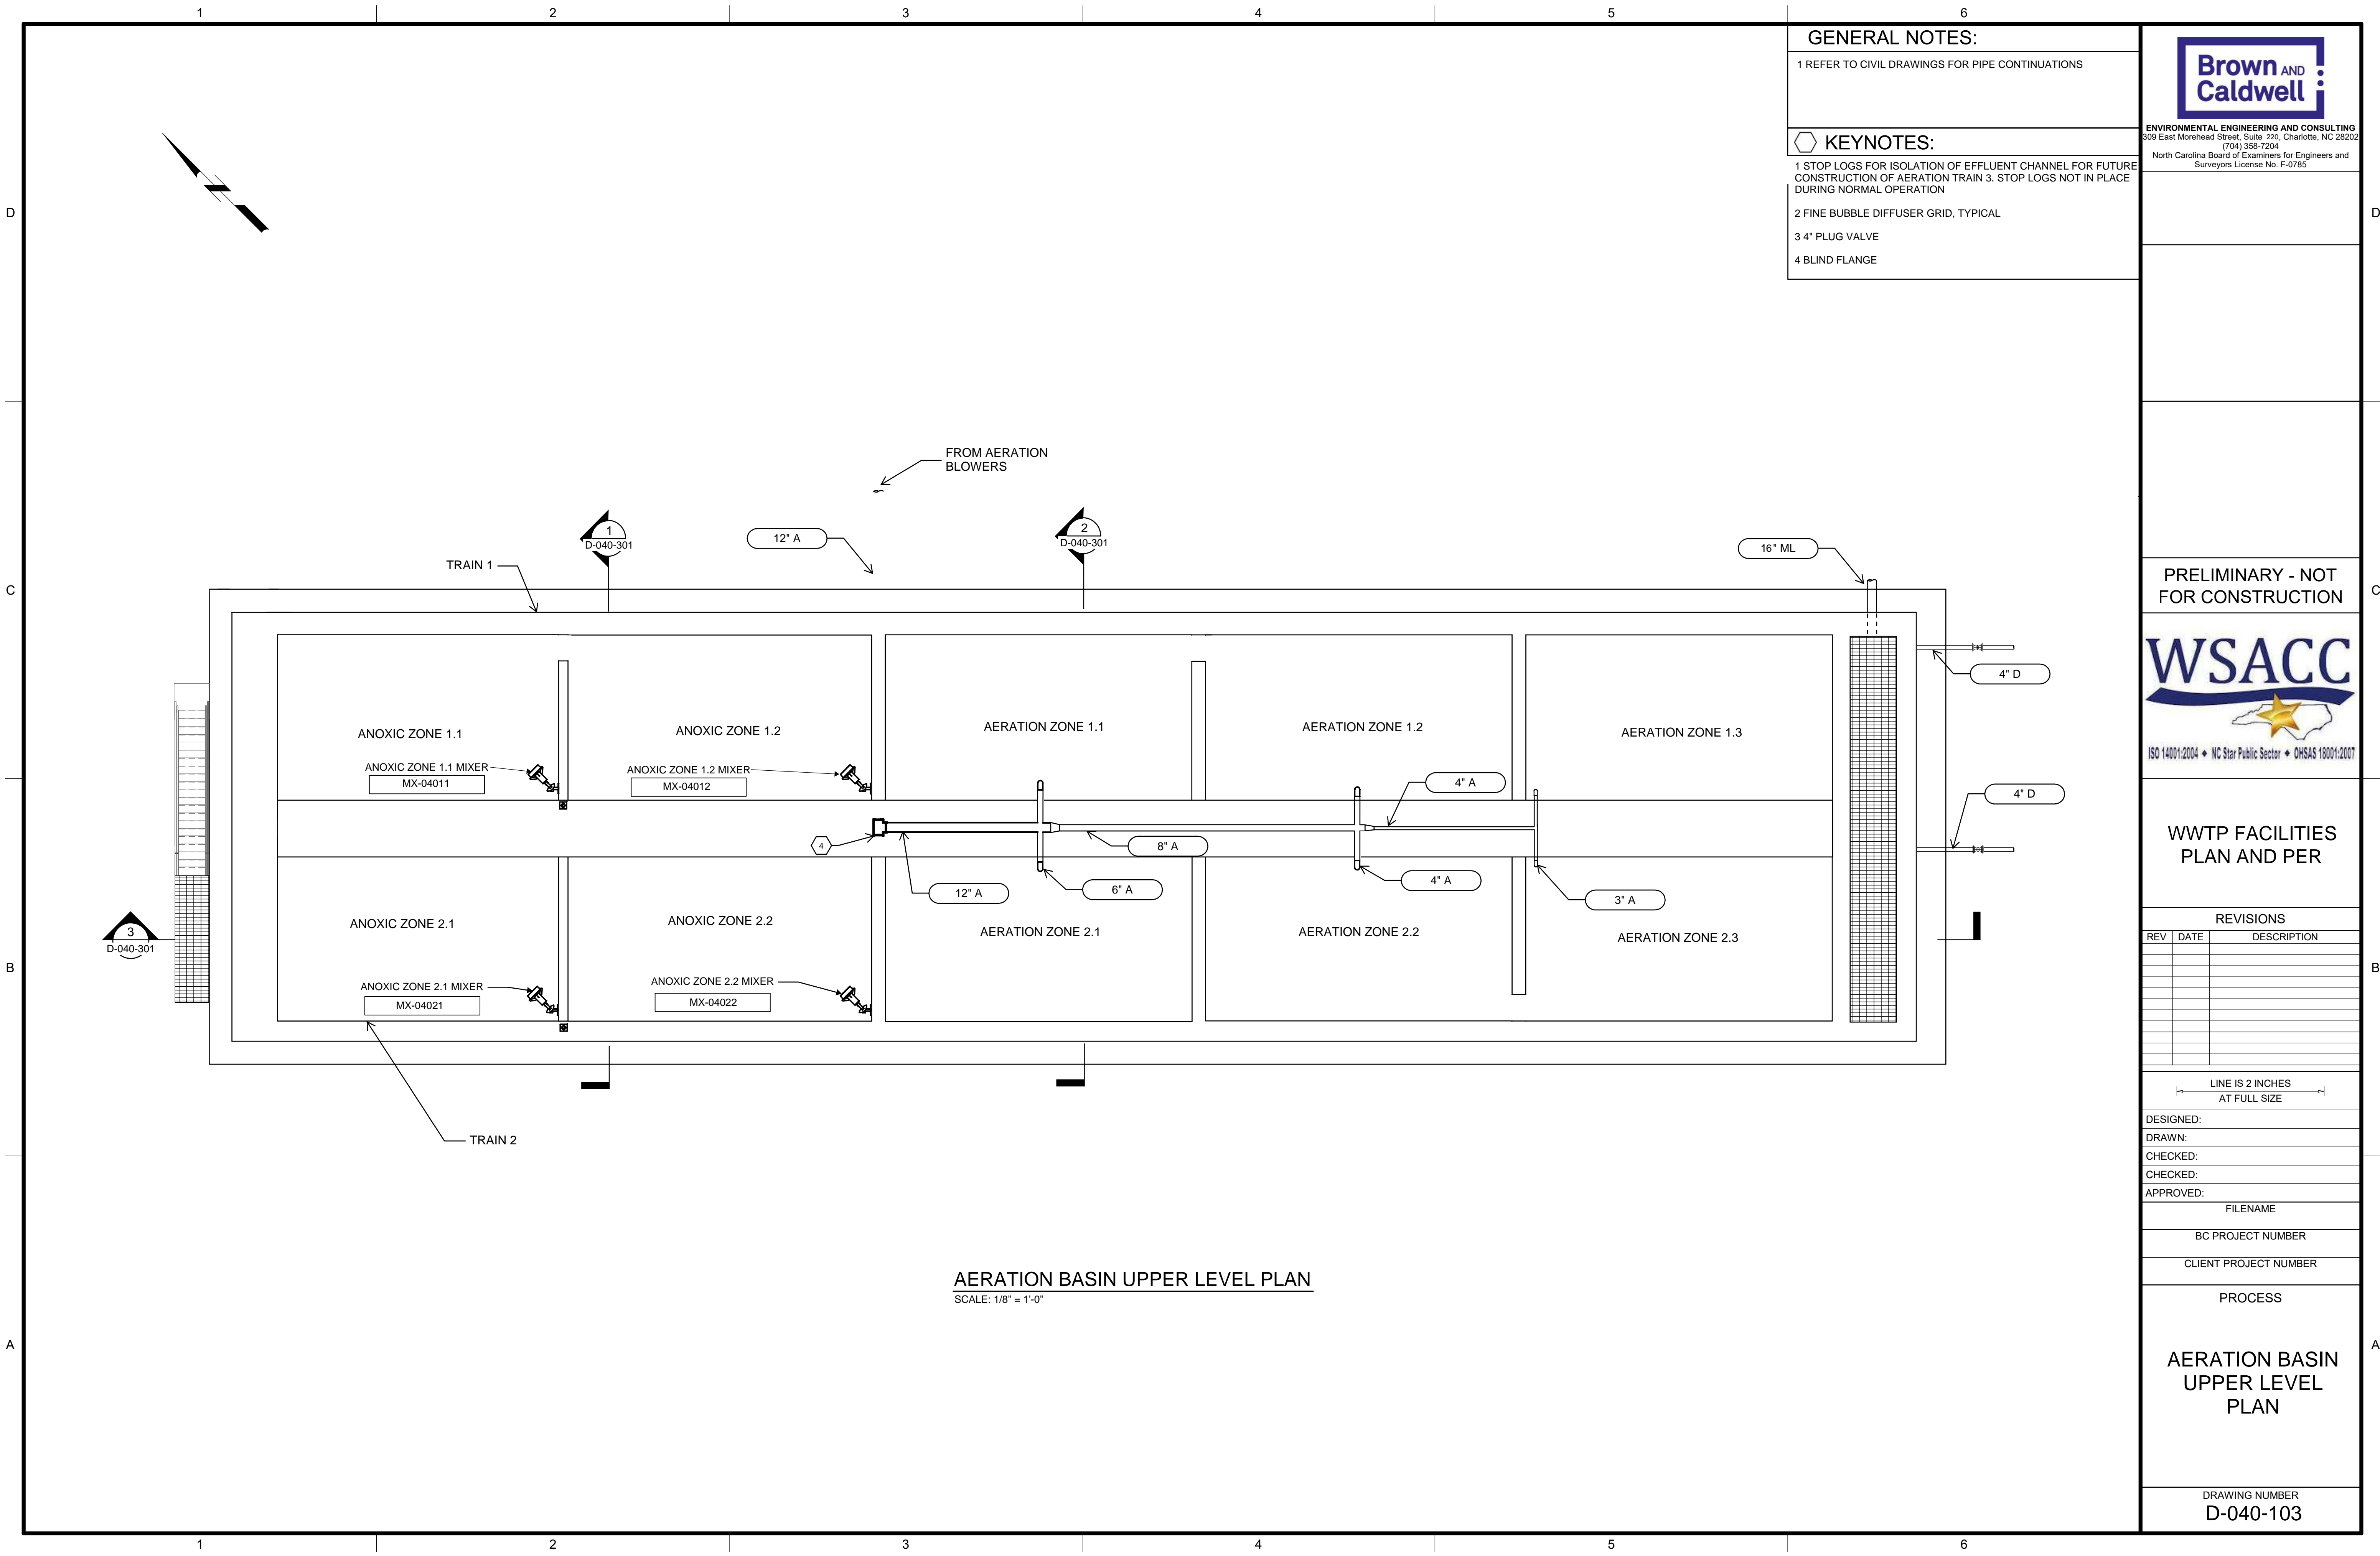 1 2 3 4 5 6
GENERAL NOTES:
1 REFER TO CIVIL DRAWINGS FOR PIPE CONTINUATIONS
KEYNOTES:
1 STOP LOGS FOR ISOLATION OF EFFLUENT CHANNEL FOR FUTURE
CONSTRUCTION OF AERATION TRAIN 3. STOP LOGS NOT IN PLACE
DURING NORMAL OPERATION
2 FINE BUBBLE DIFFUSER GRID, TYPICAL
3 4" PLUG VALVE
4 BLIND FLANGE
Brown AND
Caldwell
ENVIRONMENTAL ENGINEERING AND CONSULTING
309 East Morehead Street, Suite 220, Charlotte, NC 28202
(704) 358-7204
North Carolina Board of Examiners for Engineers and
Surveyors License No. F-0785
D
D
FROM AERATION
BLOWERS
1
D-040-301
12" A
2
D-040-301
16" ML
TRAIN 1
C
C
4" D
ANOXIC ZONE 1.1
ANOXIC ZONE 1.2
AERATION ZONE 1.1
AERATION ZONE 1.2
AERATION ZONE 1.3
ANOXIC ZONE 1.1 MIXER
MX-04011
ANOXIC ZONE 1.2 MIXER
MX-04012
4" A
4" D
4
8" A
12" A
6" A
4" A
3" A
3
D-040-301
ANOXIC ZONE 2.1
ANOXIC ZONE 2.2
AERATION ZONE 2.1
AERATION ZONE 2.2
AERATION ZONE 2.3
B
B
ANOXIC ZONE 2.1 MIXER
MX-04021
ANOXIC ZONE 2.2 MIXER
MX-04022
TRAIN 2
AERATION BASIN UPPER LEVEL PLAN
SCALE: 1/8" = 1'-0"
A
A
PRELIMINARY - NOT
FOR CONSTRUCTION
WSACC
ISO 14001:2004 ✦ NC Star Public Sector ✦ OHSAS 18001:2007
WWTP FACILITIES
PLAN AND PER
REVISIONS
REV DATE DESCRIPTION
LINE IS 2 INCHES
AT FULL SIZE
DESIGNED:
DRAWN:
CHECKED:
CHECKED:
APPROVED:
FILENAME
BC PROJECT NUMBER
CLIENT PROJECT NUMBER
PROCESS
AERATION BASIN
UPPER LEVEL
PLAN
DRAWING NUMBER
D-040-103
1 2 3 4 5 6